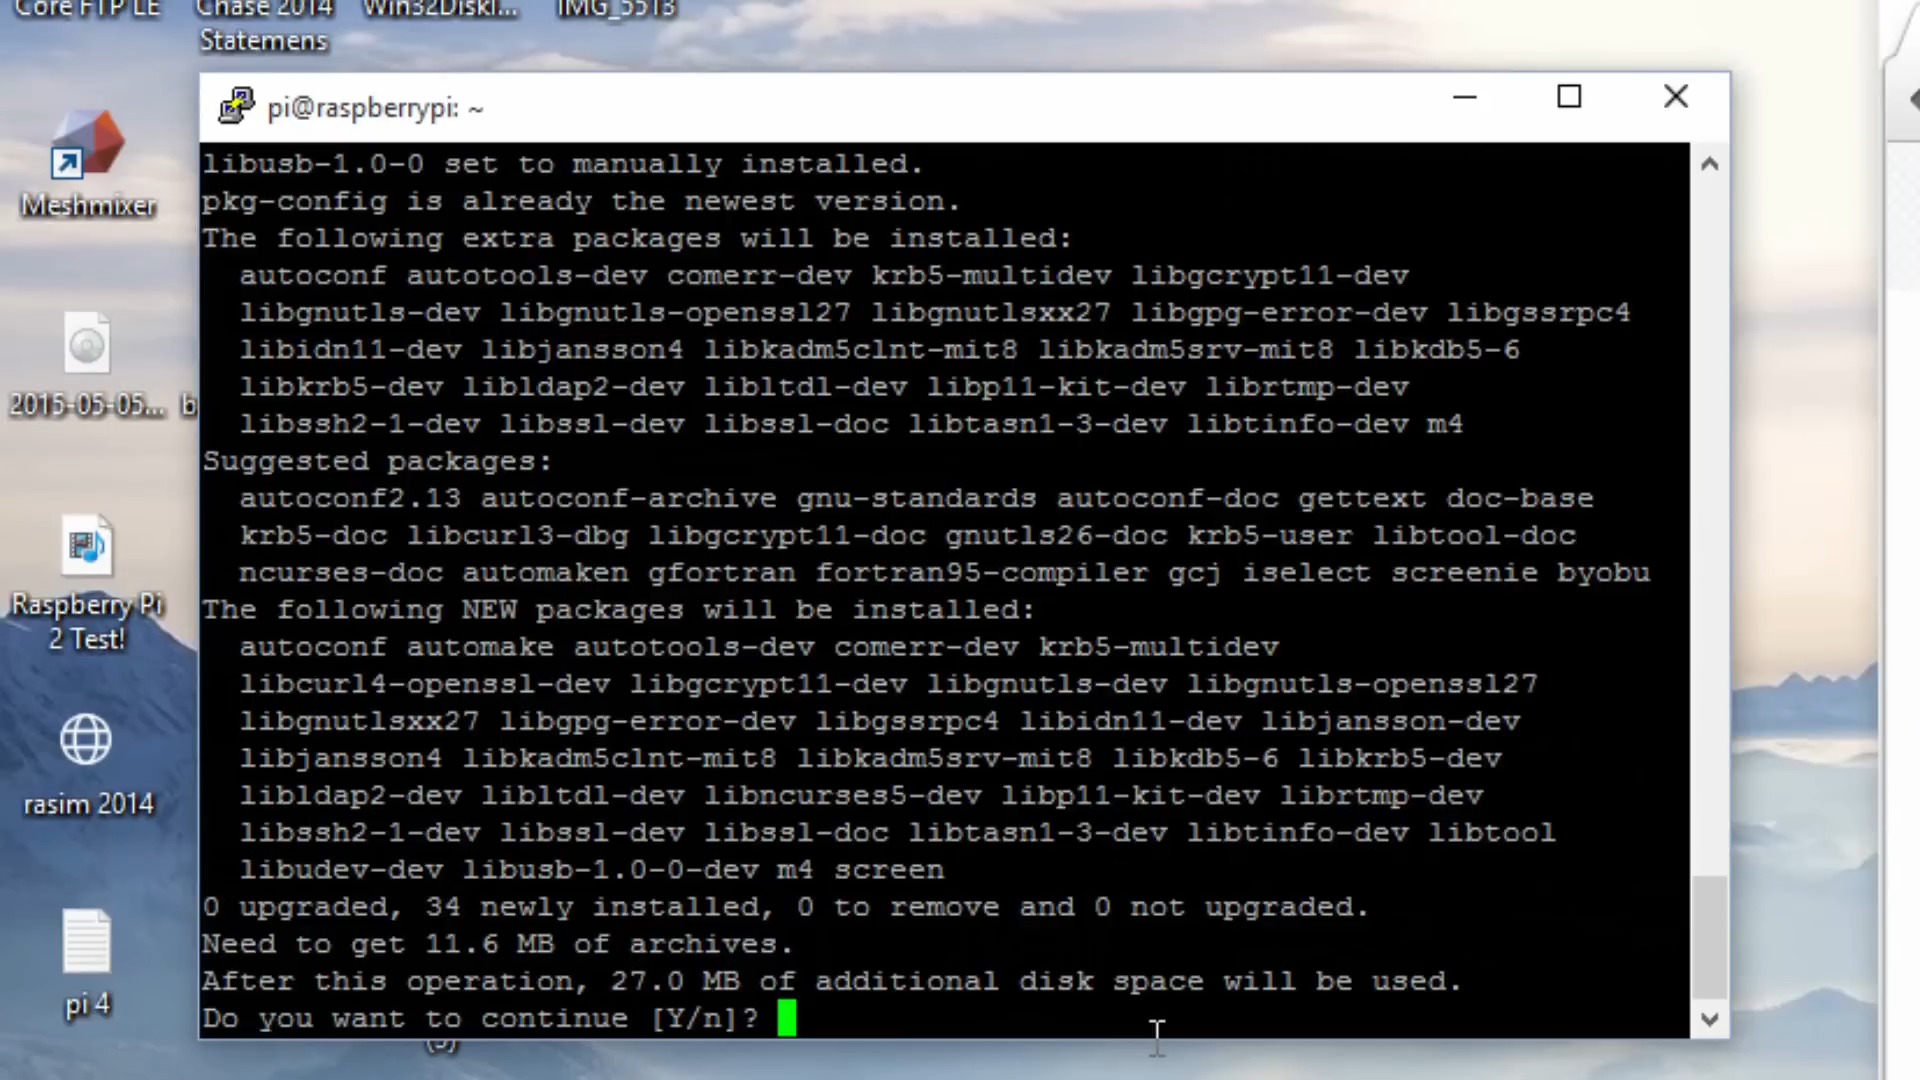 Core FTP LE
Chase 2014
Statemens
Win32DiskI...
IMG_5513
Meshmixer
2015-05-05...
b
Raspberry Pi
2 Test!
rasim 2014
pi 4
pi@raspberrypi: ~
libusb-1.0-0 set to manually installed.
pkg-config is already the newest version.
The following extra packages will be installed:
autoconf autotools-dev comerr-dev krb5-multidev libgcrypt11-dev
libgnutls-dev libgnutls-openssl27 libgnutlsxx27 libgpg-error-dev libgssrpc4
libidn11-dev libjansson4 libkadm5clnt-mit8 libkadm5srv-mit8 libkdb5-6
libkrb5-dev libldap2-dev libltdl-dev libp11-kit-dev librtmp-dev
libssh2-1-dev libssl-dev libssl-doc libtasn1-3-dev libtinfo-dev m4
Suggested packages:
autoconf2.13 autoconf-archive gnu-standards autoconf-doc gettext doc-base
krb5-doc libcurl3-dbg libgcrypt11-doc gnutls26-doc krb5-user libtool-doc
ncurses-doc automaken gfortran fortran95-compiler gcj iselect screenie byobu
The following NEW packages will be installed:
autoconf automake autotools-dev comerr-dev krb5-multidev
libcurl4-openssl-dev libgcrypt11-dev libgnutls-dev libgnutls-openssl27
libgnutlsxx27 libgpg-error-dev libgssrpc4 libidn11-dev libjansson-dev
libjansson4 libkadm5clnt-mit8 libkadm5srv-mit8 libkdb5-6 libkrb5-dev
libldap2-dev libltdl-dev libncurses5-dev libp11-kit-dev librtmp-dev
libssh2-1-dev libssl-dev libssl-doc libtasn1-3-dev libtinfo-dev libtool
libudev-dev libusb-1.0-0-dev m4 screen
0 upgraded, 34 newly installed, 0 to remove and 0 not upgraded.
Need to get 11.6 MB of archives.
After this operation, 27.0 MB of additional disk space will be used.
Do you want to continue [Y/n]?